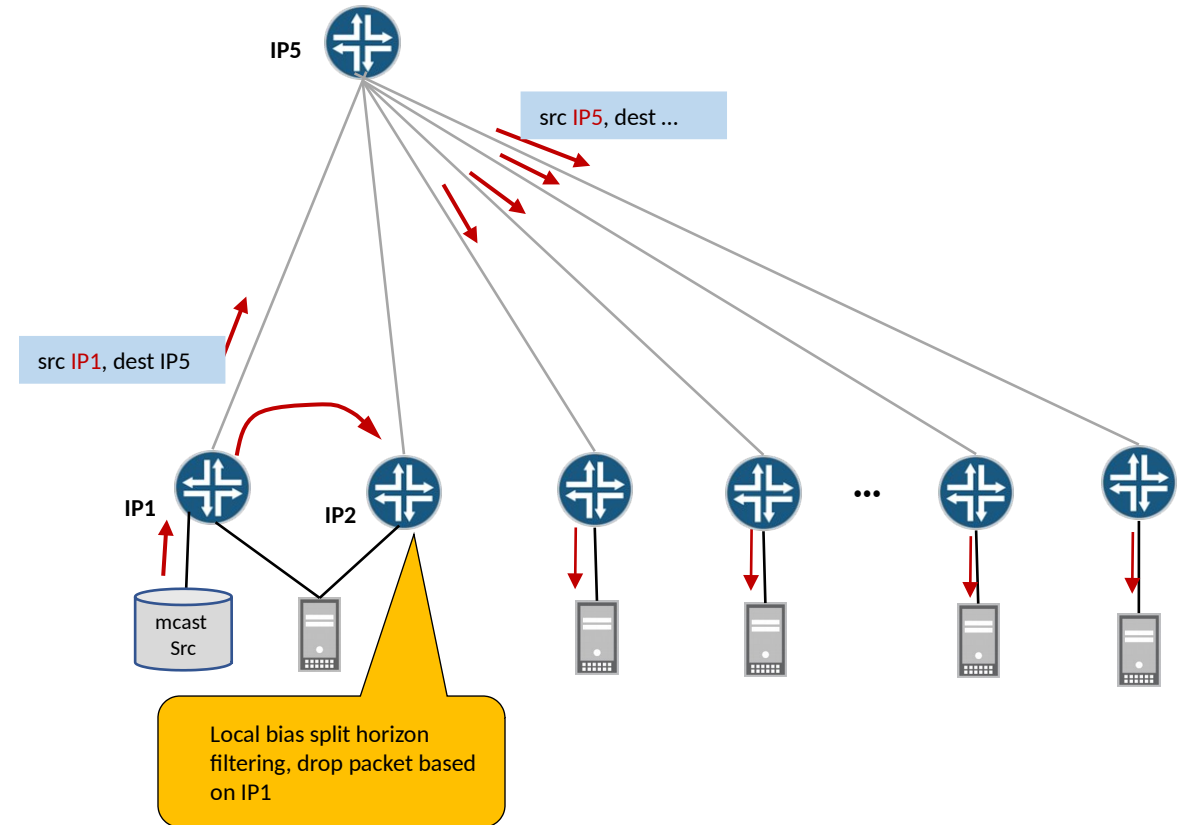 IP5
src IP5, dest ...
src IP1, dest IP5
IP1
IP2
...
mcast
Src
Local bias split horizon
filtering, drop packet based
on IP1